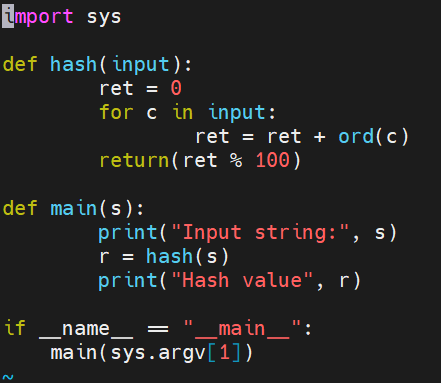 import sys

def hash(input):
        ret = 0
        for c in input:
                ret = ret + ord(c)
        return(ret % 100)

def main(s):
        print("Input string:", s)
        r = hash(s)
        print("Hash value", r)

if __name__ == "__main__":
    main(sys.argv[1])
~